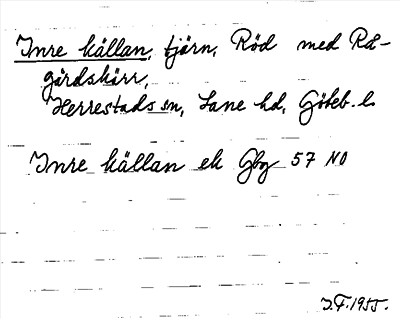 Inre källan, tjärn, Röd med Rå-
gårdskärr,
Herrestads sn, Lane hd, Göteb. l.
Inre källan ek Gbg 57 NO
J.F. 1955.